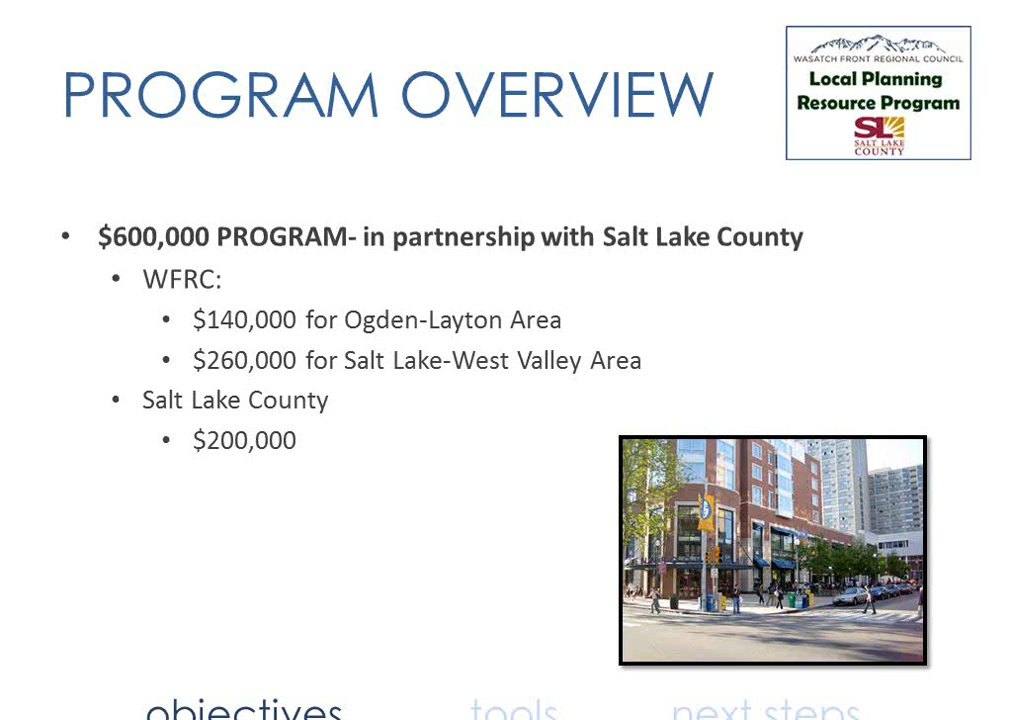 PROGRAM OVERVIEW
WASATCH FRONT REGIONAL COUNCIL
Local Planning
Resource Program
SL
SALT LAKE
COUNTY
• $600,000 PROGRAM- in partnership with Salt Lake County
• WFRC:
• $140,000 for Ogden-Layton Area
• $260,000 for Salt Lake-West Valley Area
• Salt Lake County
• $200,000
objectives tools next steps